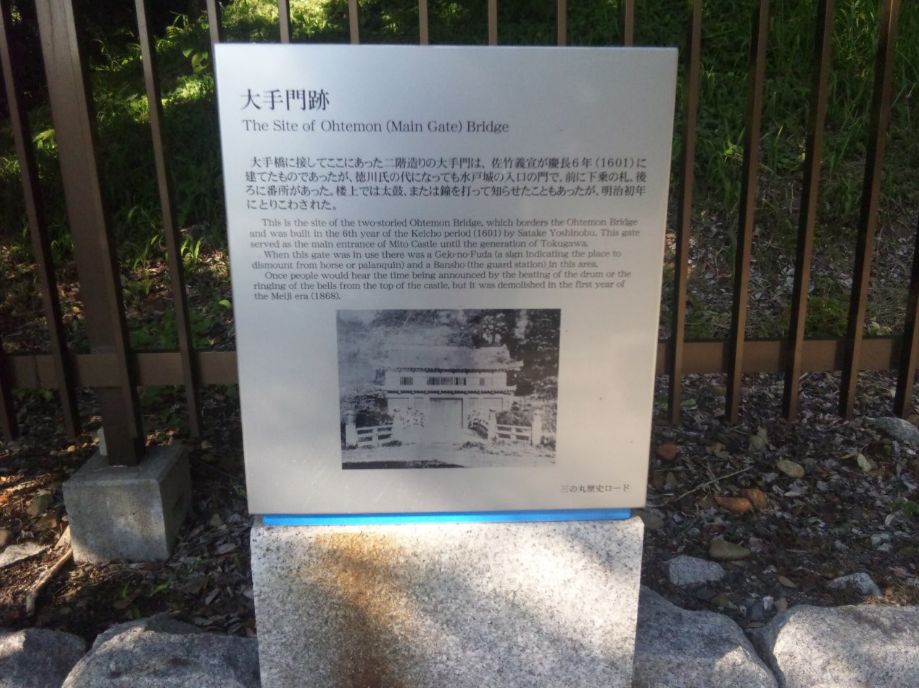 大手門跡
The Site of Ohtemon (Main Gate) Bridge
大手橋に接してここにあった二階造りの大手門は、佐竹義宣が慶長6年(1601)に
建てたものであったが、徳川氏の代になっても水戸城の入口の門で、前に下乗の札、後
ろに番所があった。楼上では太鼓、または鐘を打って知らせたこともあったが、明治初年
にとりこわされた。
This is the site of the two-storied Ohtemon Bridge, which borders the Ohtemon Bridge
and was built in the 6th year of the Keicho period (1601) by Satake Yoshinobu. This gate
served as the main entrance of Mito Castle until the generation of Tokugawa.
When this gate was in use there was a Gejo-no-Fuda (a sign indicating the place to
dismount from horse or palanquin) and a Bansho (the guard station) in this area.
Once people would hear the time being announced by the beating of the drum or the
ringing of the bells from the top of the castle, but it was demolished in the first year of
the Meiji era (1868).
三の丸歴史ロード